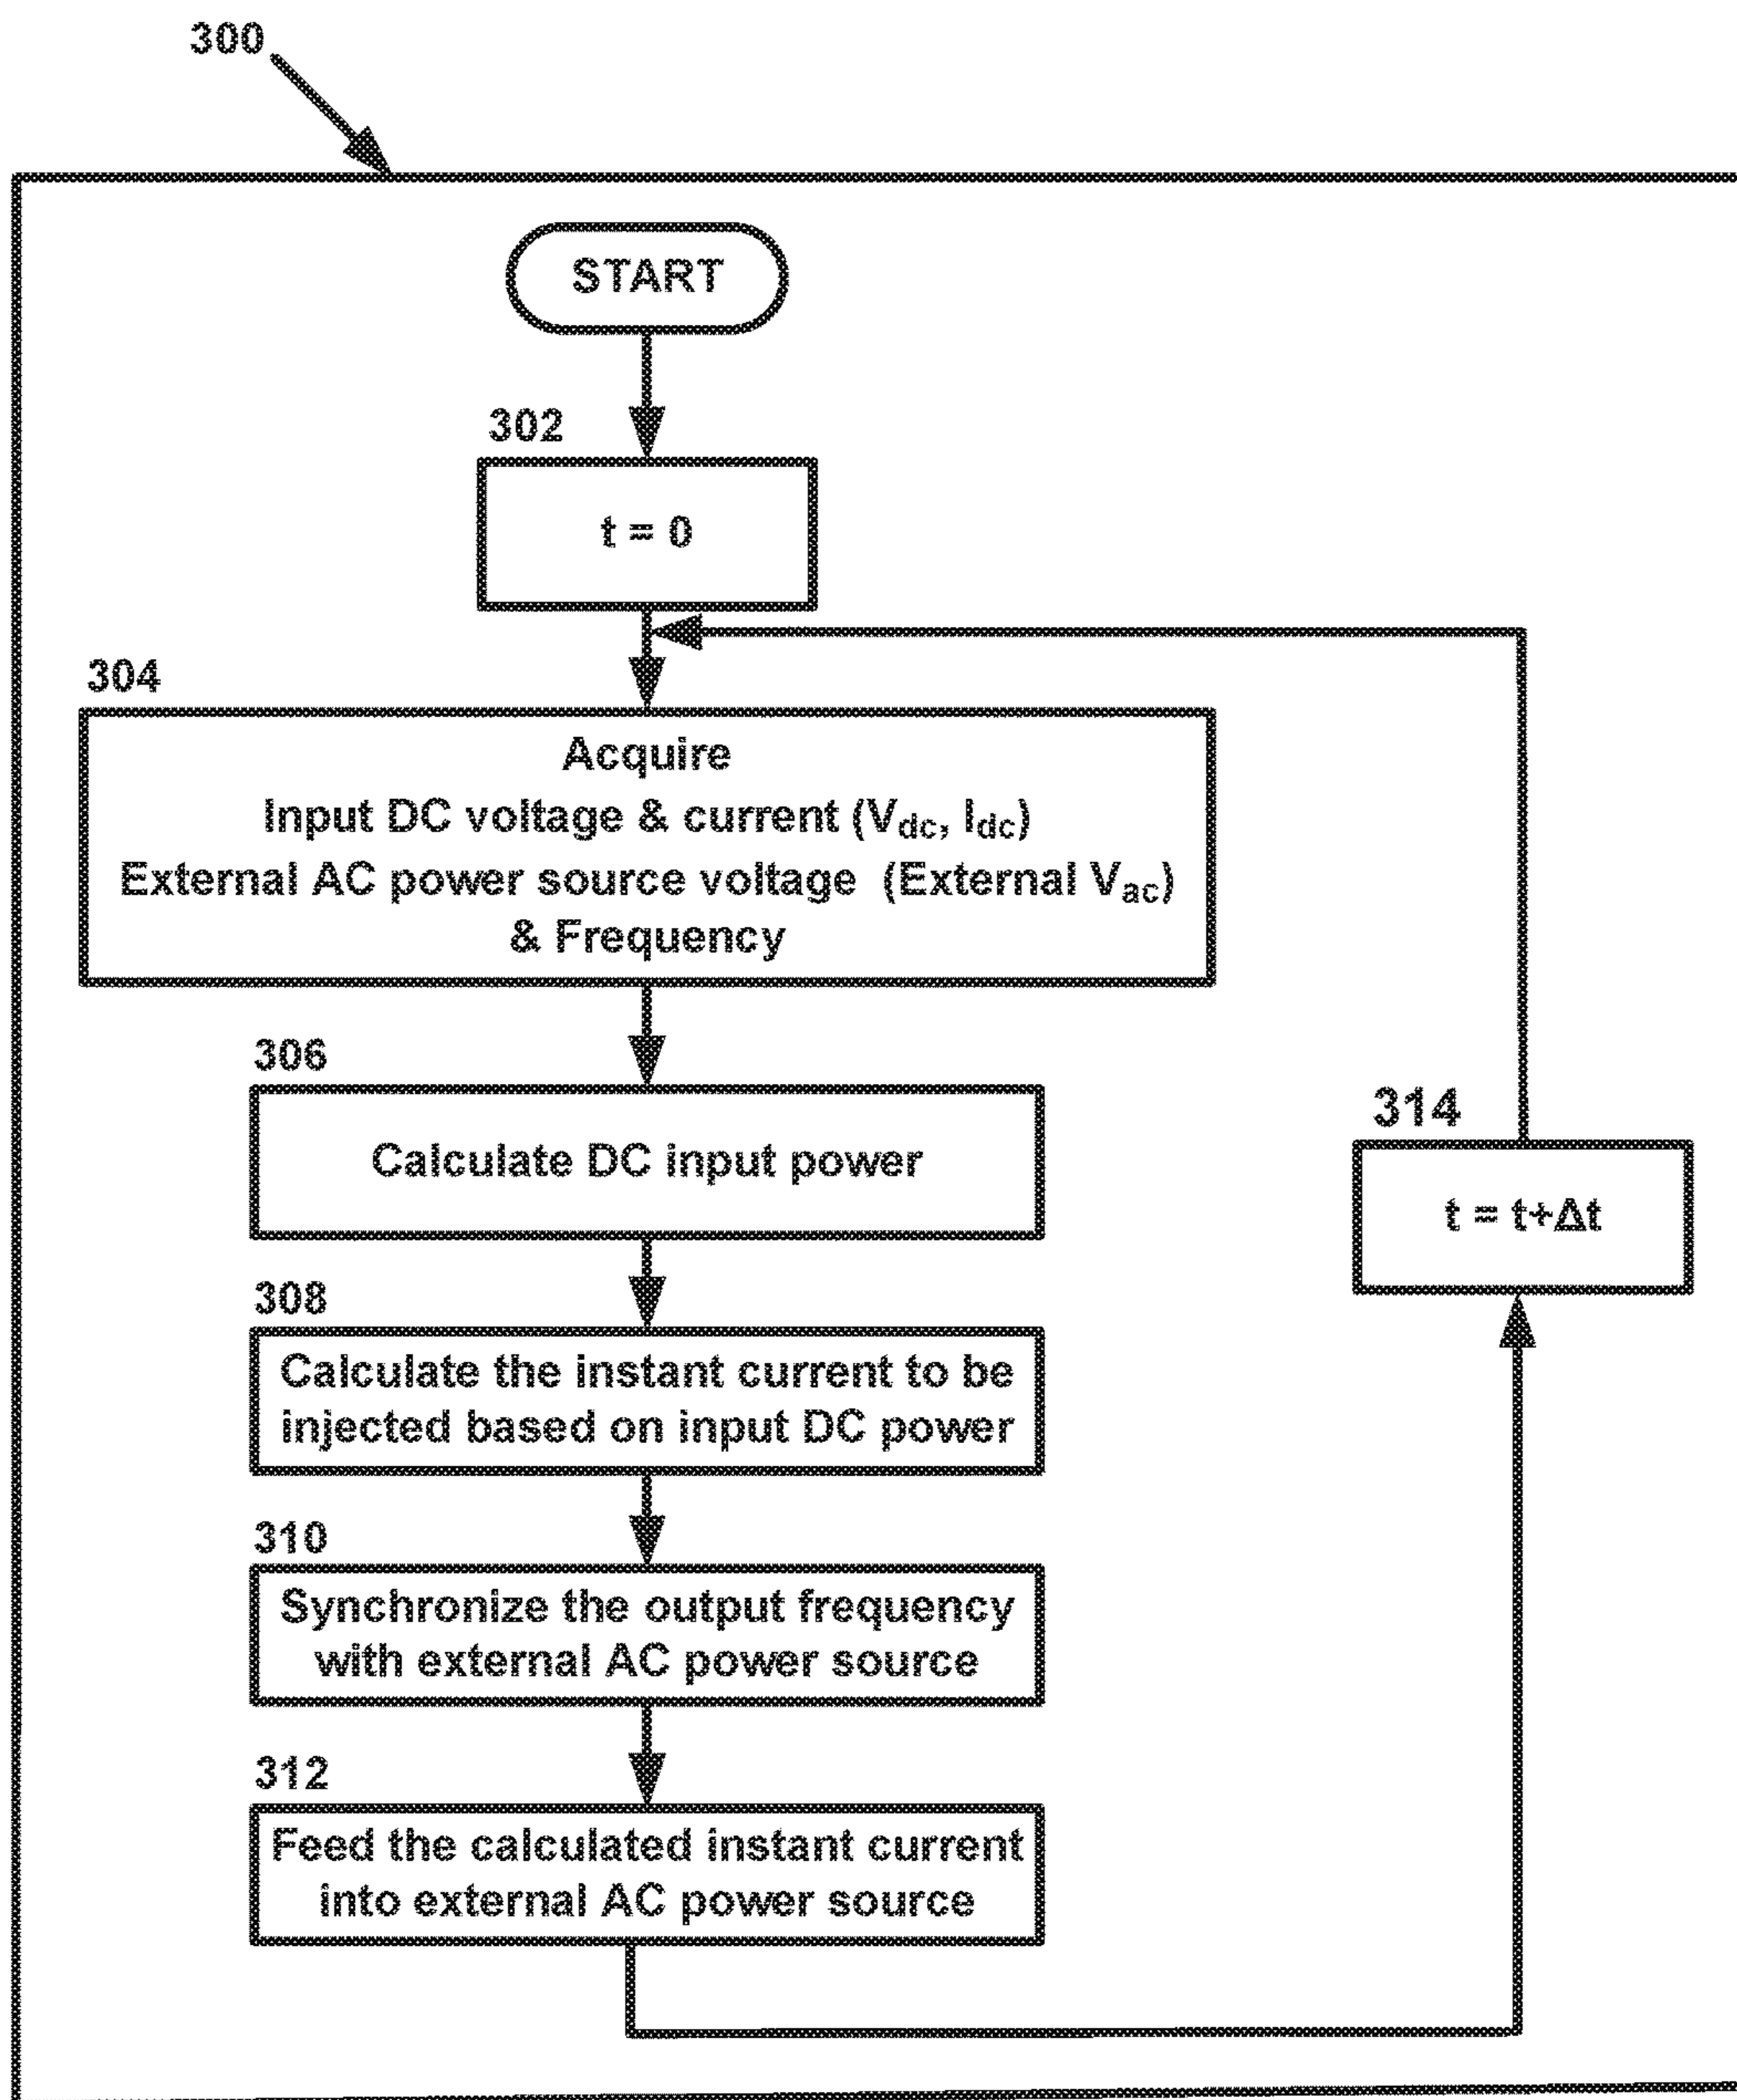 300
START
302
t = 0
304
Acquire
Input DC voltage & current (Vdc, Idc)
External AC power source voltage (External Vac)
& Frequency
306
Calculate DC input power
314
t = t+Δt
308
Calculate the instant current to be
injected based on input DC power
310
Synchronize the output frequency
with external AC power source
312
Feed the calculated instant current
into external AC power source